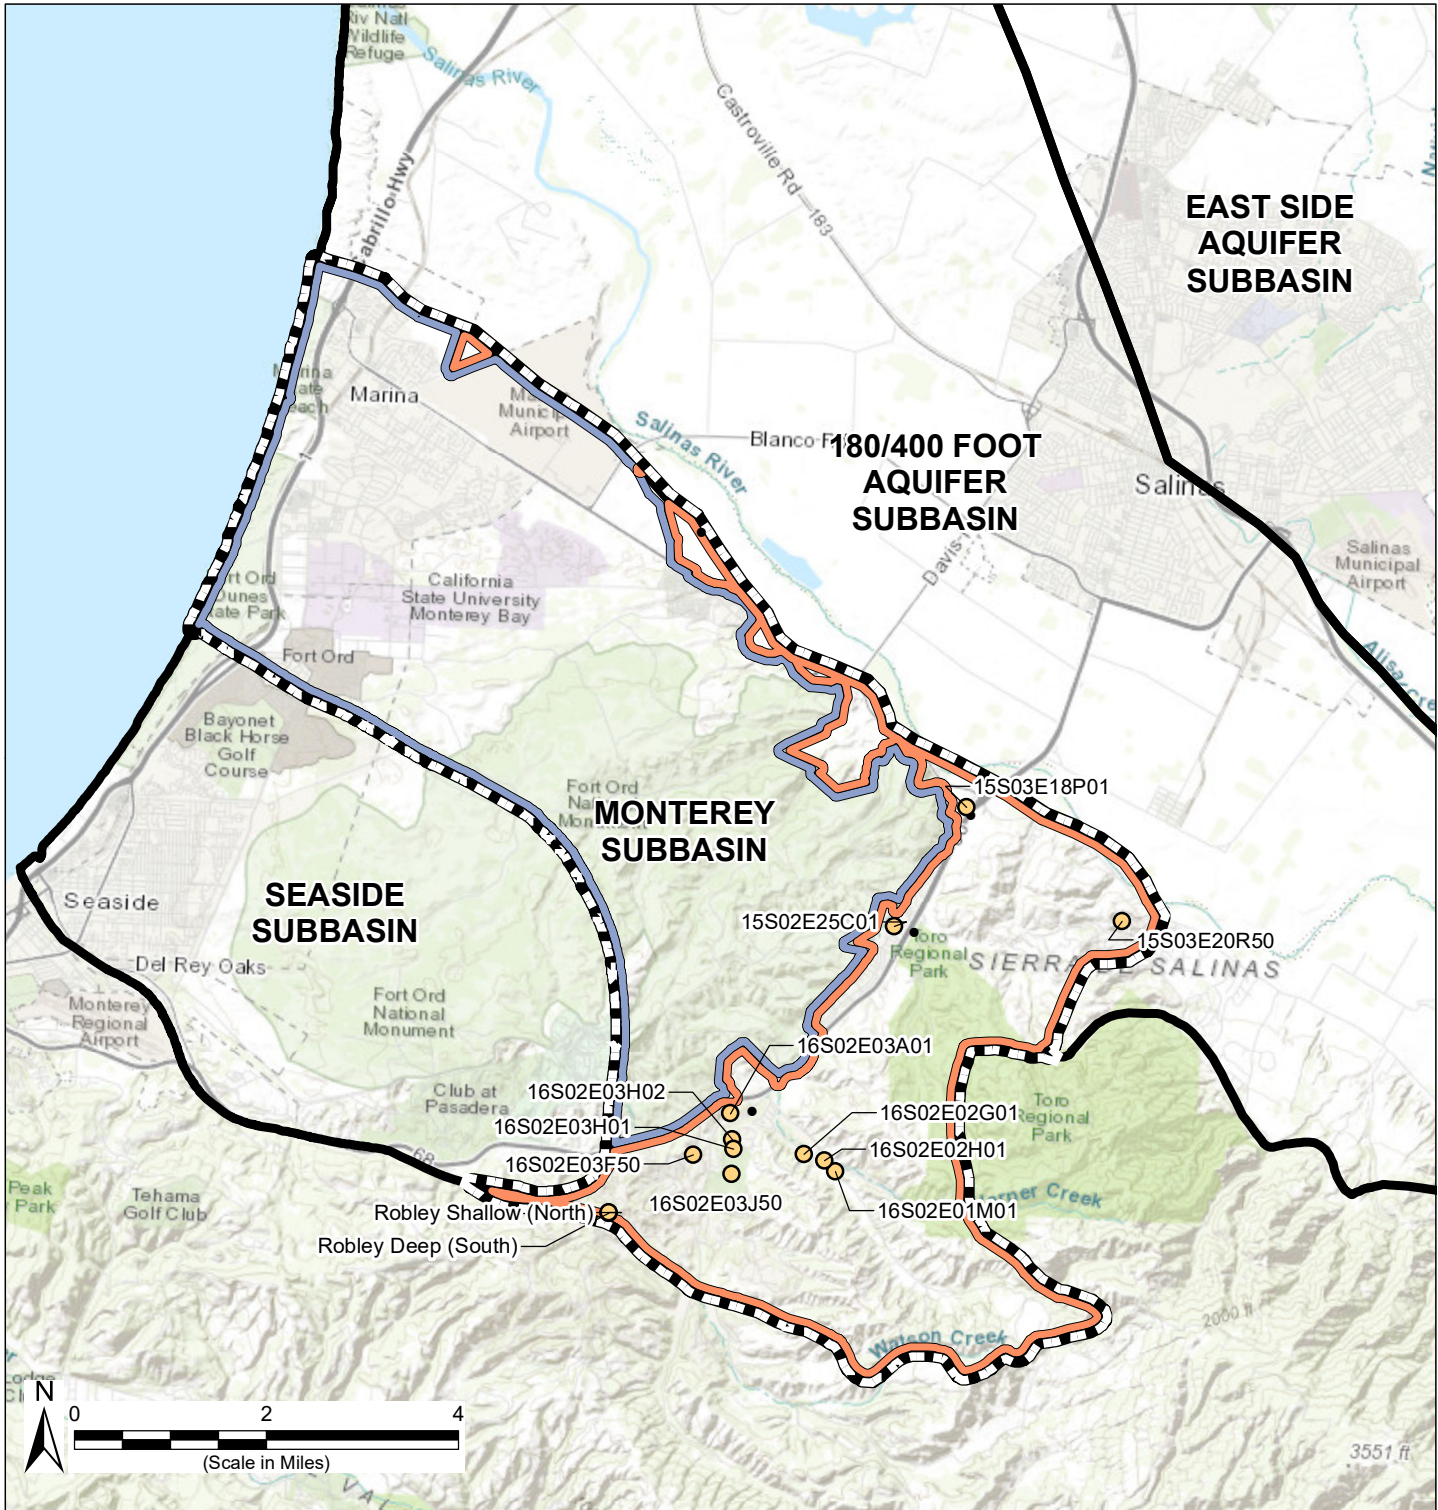 Riv Natl
Wildlife
Refuge
Salinas River
Cabrillo Hwy
Castroville Rd
183
EAST SIDE
AQUIFER
SUBBASIN
Marina
Municipal
Airport
Marina
State
Beach
1
Salinas River
Blanco
180/400 FOOT
AQUIFER
SUBBASIN
Salinas
Salinas
Municipal
Airport
Davis
California
State University
Monterey Bay
Fort Ord
Dunes
State Park
Fort Ord
Bayonet
Black Horse
Golf
Course
Fort Ord
MONTEREY
SUBBASIN
15S03E18P01
SEASIDE
SUBBASIN
Seaside
15S02E25C01
Toro
Regional
Park
15S03E20R50
SIERRA DE SALINAS
Del Rey Oaks
Monterey
Regional
Airport
Fort Ord
National
Monument
16S02E03A01
Club at
Pasadera
16S02E03H02
16S02E03H01
16S02E02G01
Toro
Regional
Park
68
16S02E03F50
16S02E02H01
Peak
Park
Tehama
Golf Club
16S02E03J50
16S02E01M01
Harper Creek
Robley Shallow (North)
Robley Deep (South)
Watson Creek
2000 ft
3551 ft
N
0 2 4
(Scale in Miles)